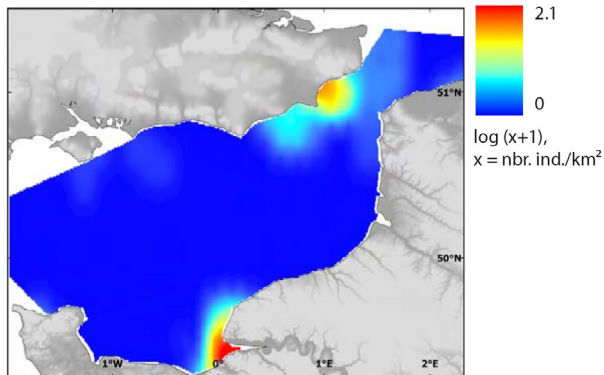 2.1
0
log (x+1),
x = nbr. ind./km²
51°N
50°N
1°W
0°
1°E
2°E